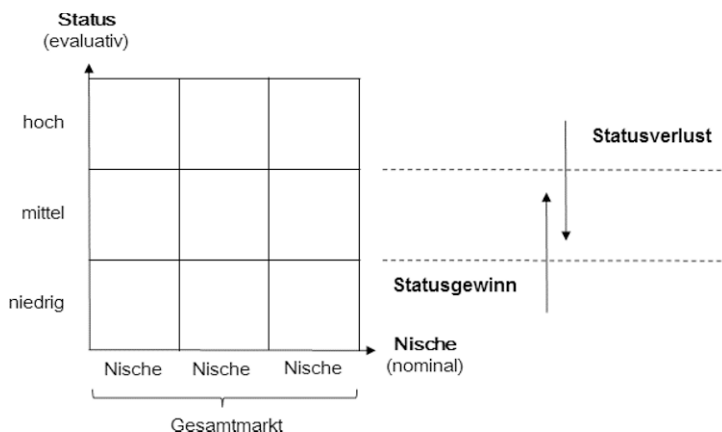 Status
(evaluativ)
hoch
mittel
niedrig
Statusverlust
Statusgewinn
Nische
(nominal)
Nische Nische Nische
Gesamtmarkt